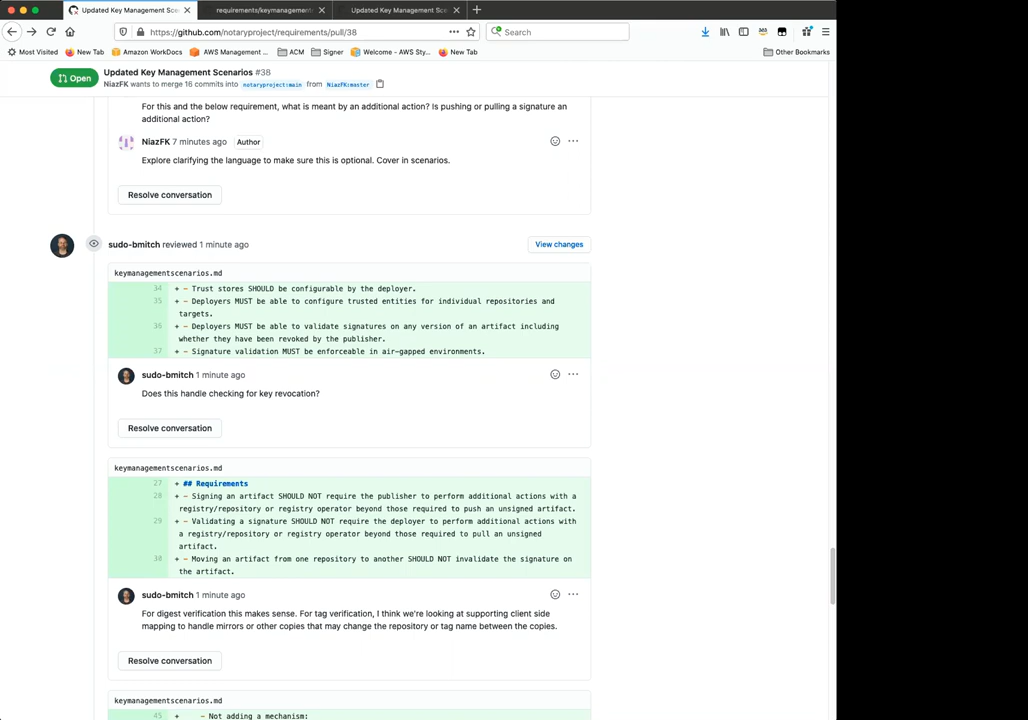 Updated Key Management Scen
requirements/keymanagement
Updated Key Management Sce
https://github.com/notaryproject/requirements/pull/38
Search
Most Visited
New Tab
Amazon WorkDocs
AWS Management ...
ACM
Signer
Welcome - AWS Sty...
New Tab
Other Bookmarks
Open
Updated Key Management Scenarios #38
NiazFK wants to merge 16 commits into notaryproject:main from NiazFK:master
For this and the below requirement, what is meant by an additional action? Is pushing or pulling a signature an
additional action?
NiazFK 7 minutes ago Author
Explore clarifying the language to make sure this is optional. Cover in scenarios.
Resolve conversation
sudo-bmitch reviewed 1 minute ago
View changes
keymanagementscenarios.md
34 + - Trust stores SHOULD be configurable by the deployer.
35 + - Deployers MUST be able to configure trusted entities for individual repositories and
targets.
36 + - Deployers MUST be able to validate signatures on any version of an artifact including
whether they have been revoked by the publisher.
37 + - Signature validation MUST be enforceable in air-gapped environments.
sudo-bmitch 1 minute ago
Does this handle checking for key revocation?
Resolve conversation
keymanagementscenarios.md
27 + ## Requirements
28 + - Signing an artifact SHOULD NOT require the publisher to perform additional actions with a
registry/repository or registry operator beyond those required to push an unsigned artifact.
29 + - Validating a signature SHOULD NOT require the deployer to perform additional actions with
a registry/repository or registry operator beyond those required to pull an unsigned
artifact.
30 + - Moving an artifact from one repository to another SHOULD NOT invalidate the signature on
the artifact.
sudo-bmitch 1 minute ago
For digest verification this makes sense. For tag verification, I think we're looking at supporting client side
mapping to handle mirrors or other copies that may change the repository or tag name between the copies.
Resolve conversation
keymanagementscenarios.md
45 + - Not adding a mechanism: